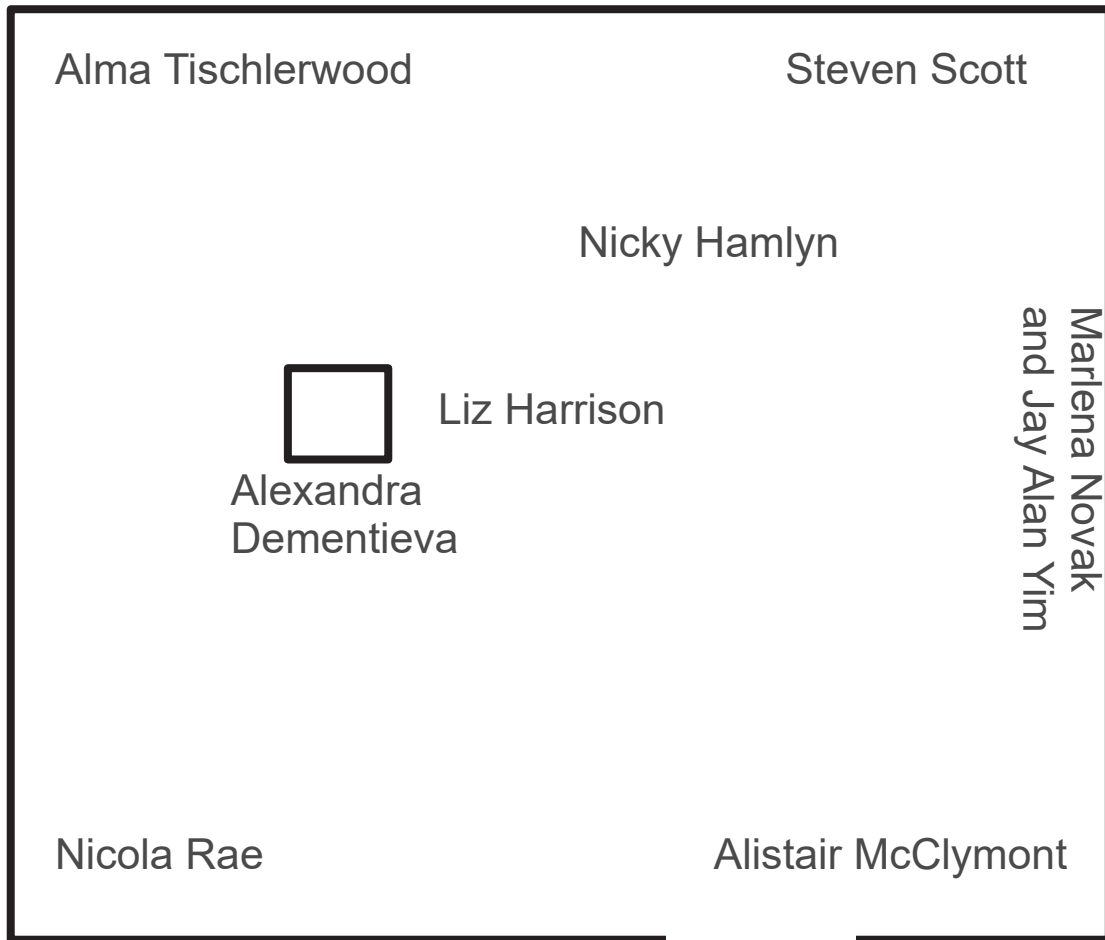 Alma Tischlerwood
Steven Scott
Nicky Hamlyn
Marlena Novak
and Jay Alan Yim
Liz Harrison
Alexandra
Dementieva
Nicola Rae
Alistair McClymont